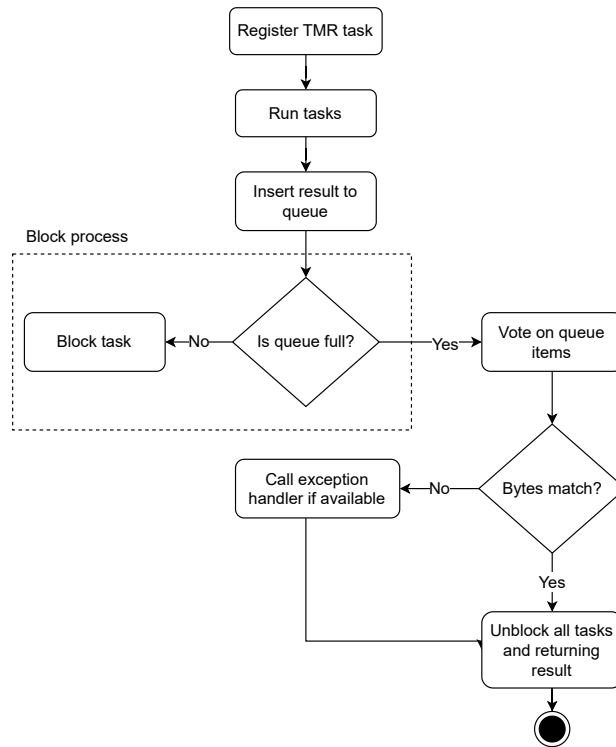 Register TMR task
Run tasks
Insert result to
queue
Block process
Block task
No
Is queue full?
Yes
Vote on queue
items
Call exception
handler if available
No
Bytes match?
Yes
Unblock all tasks
and returning
result